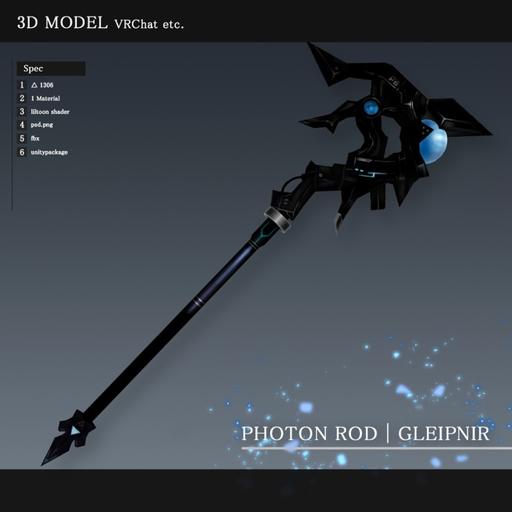 3D MODEL VRChat etc.
Spec
1 △ 1306
2 1 Material
3 liltoon shader
4 psd.png
5 fbx
6 unitypackage
PHOTON ROD | GLEIPNIR